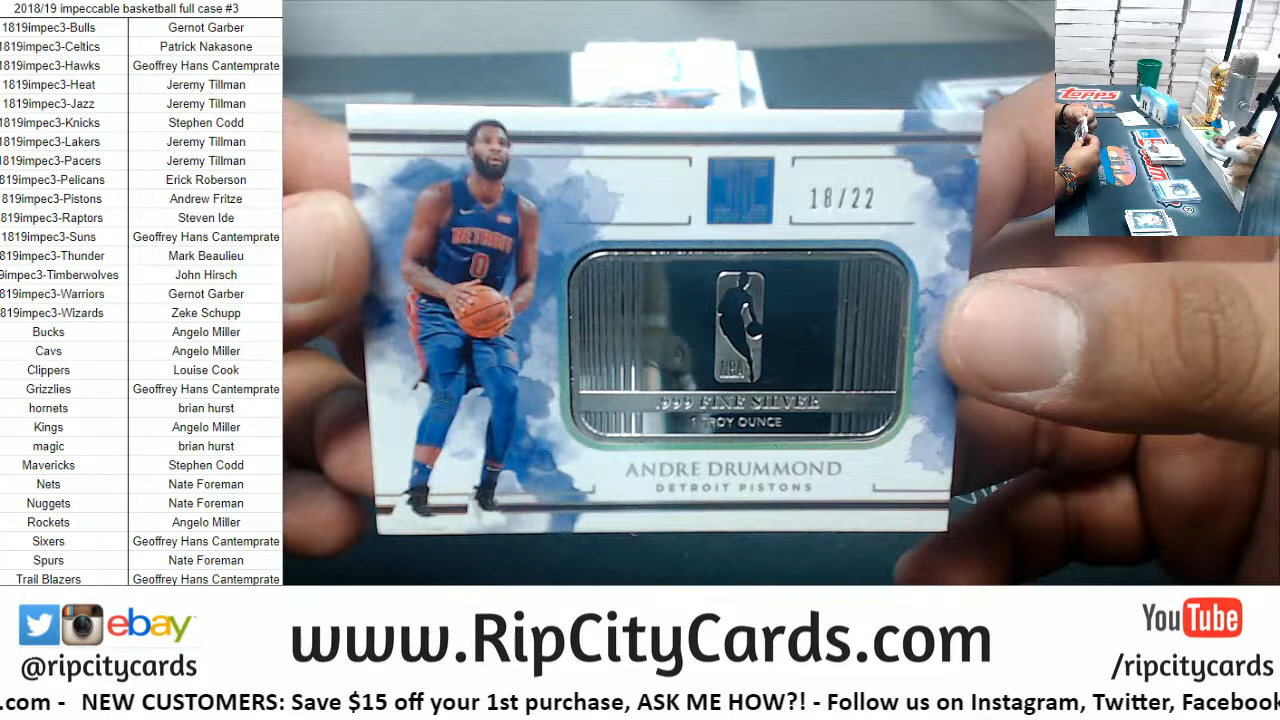 2018/19 impeccable basketball full case #3
1819impec3-Bulls Gernot Garber
1819impec3-Celtics Patrick Nakasone
1819impec3-Hawks Geoffrey Hans Cantemprate
1819impec3-Heat Jeremy Tillman
1819impec3-Jazz Jeremy Tillman
1819impec3-Knicks Stephen Codd
1819impec3-Lakers Jeremy Tillman
1819impec3-Pacers Jeremy Tillman
819impec3-Pelicans Erick Roberson
819impec3-Pistons Andrew Fritze
819impec3-Raptors Steven Ide
1819impec3-Suns Geoffrey Hans Cantemprate
819impec3-Thunder Mark Beaulieu
9impec3-Timberwolves John Hirsch
819impec3-Warriors Gernot Garber
819impec3-Wizards Zeke Schupp
Bucks Angelo Miller
Cavs Angelo Miller
Clippers Louise Cook
Grizzlies Geoffrey Hans Cantemprate
hornets brian hurst
Kings Angelo Miller
magic brian hurst
Mavericks Stephen Codd
Nets Nate Foreman
Nuggets Nate Foreman
Rockets Angelo Miller
Sixers Geoffrey Hans Cantemprate
Spurs Nate Foreman
Trail Blazers Geoffrey Hans Cantemprate
18/22
DETROIT
0
NBA
.999 FINE SILVER
1 TROY OUNCE
ANDRE DRUMMOND
DETROIT PISTONS
topps
ebay
@ripcitycards
www.RipCityCards.com
YouTube
/ripcitycards
.com - NEW CUSTOMERS: Save $15 off your 1st purchase, ASK ME HOW?! - Follow us on Instagram, Twitter, Facebook